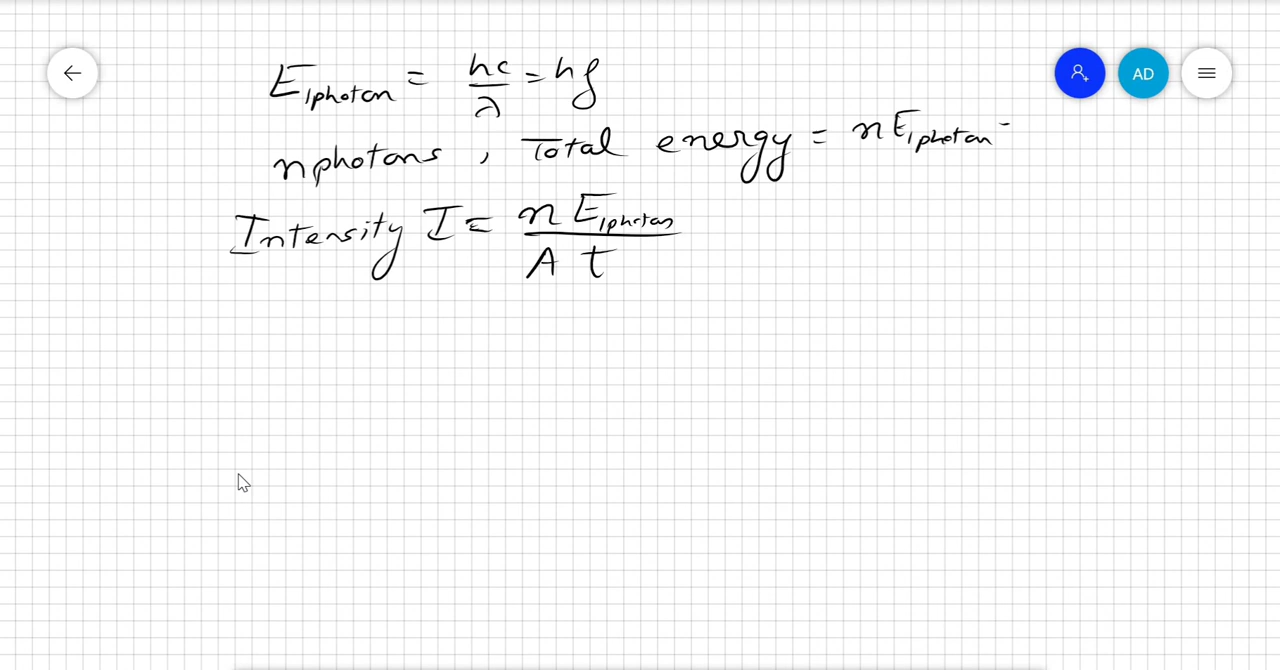 E₁photon = hc/λ = hf
AD
n photons , Total energy = n E₁photon -
Intensity I = n E₁photon / A t